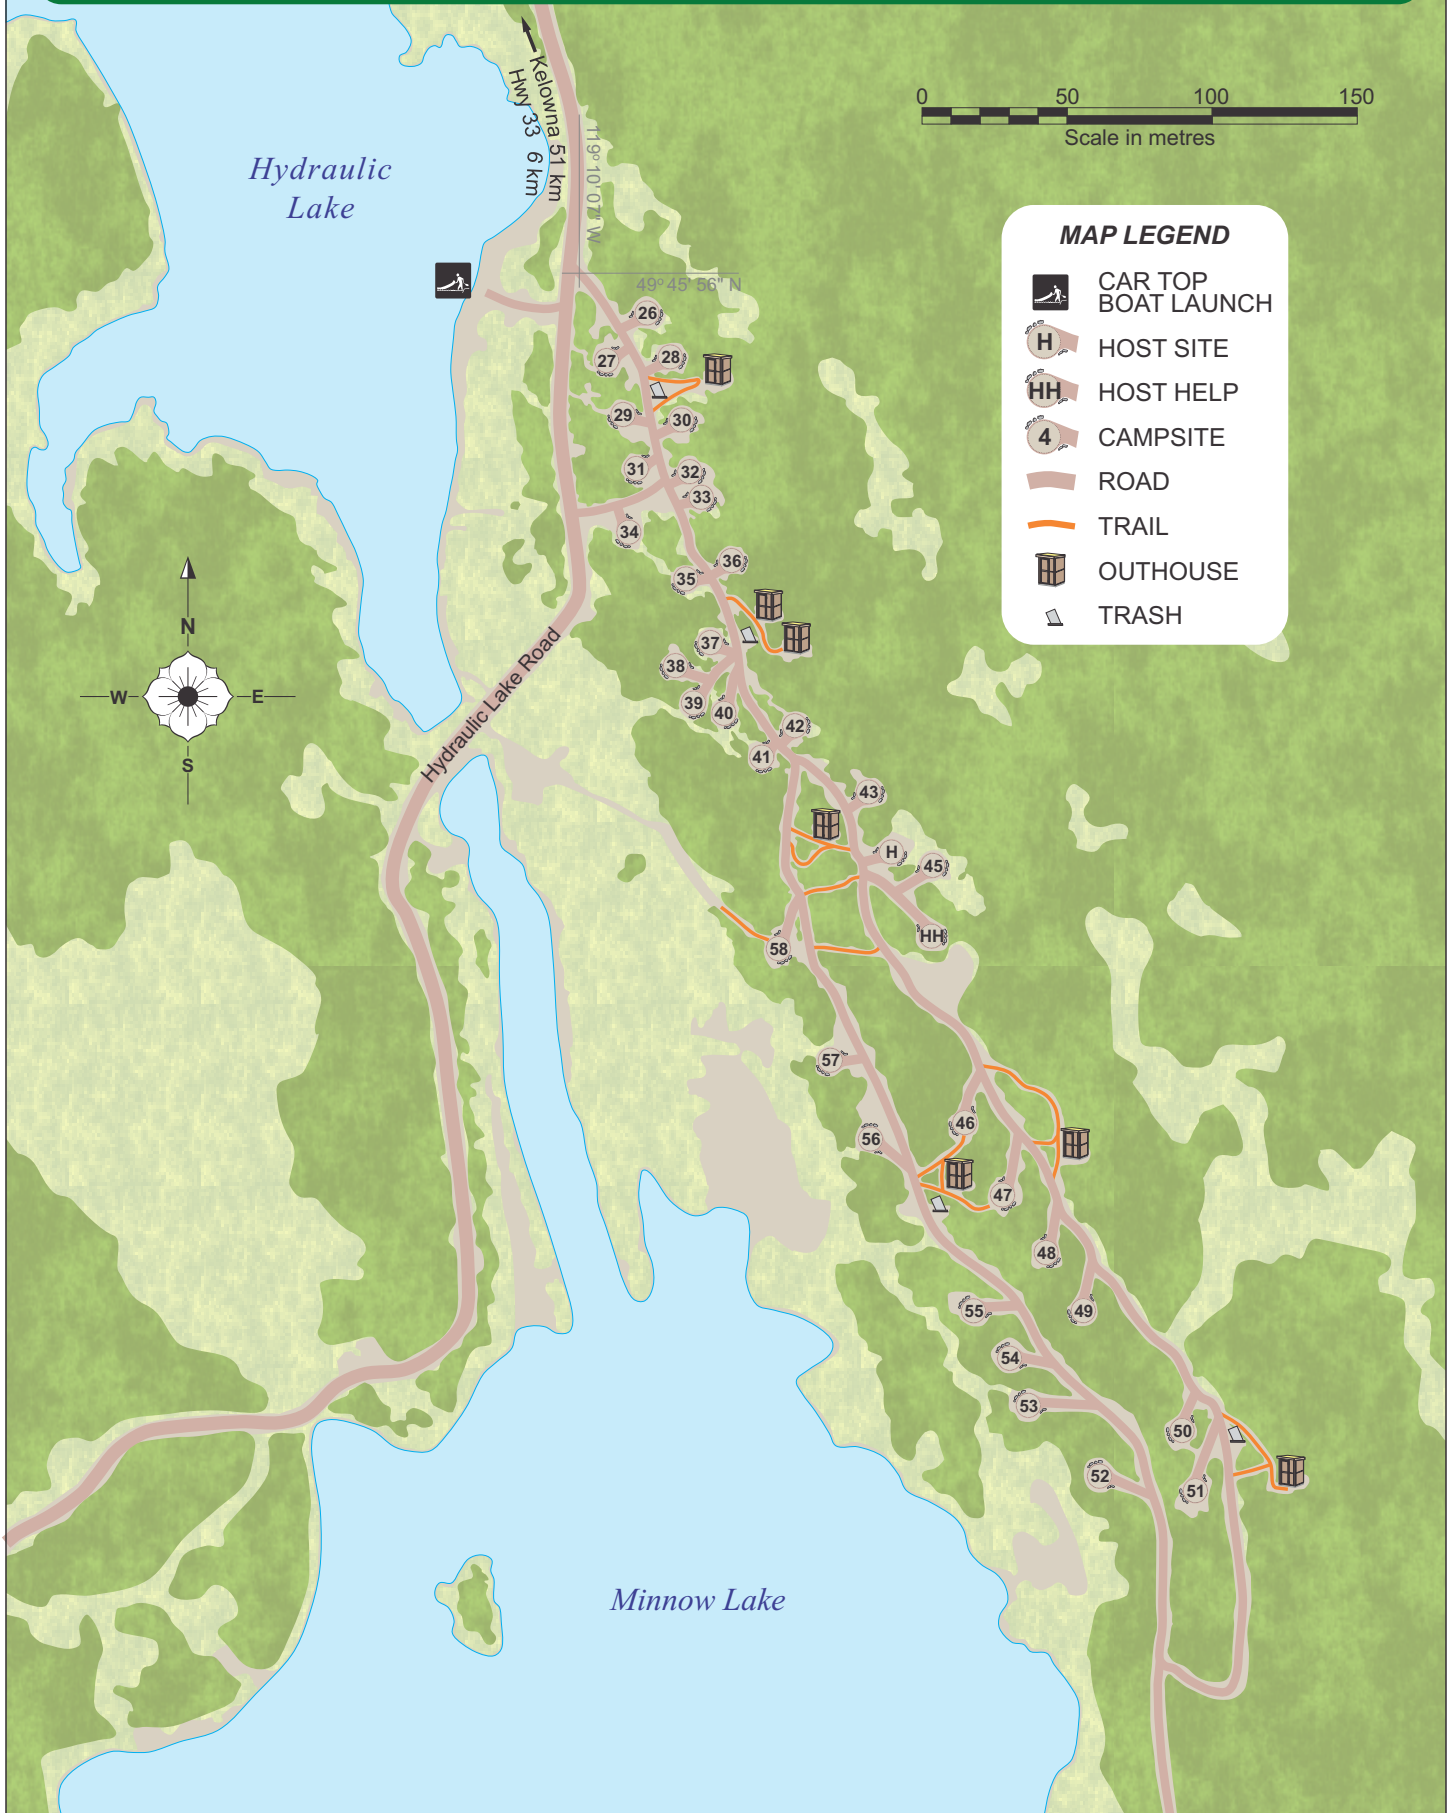 Kelowna 51 km
Hwy 33 6 km
119° 10' 07" W
49° 45' 56" N
0 50 100 150
Scale in metres
Hydraulic
Lake
MAP LEGEND
CAR TOP
BOAT LAUNCH
H HOST SITE
HH HOST HELP
4 CAMPSITE
ROAD
TRAIL
OUTHOUSE
TRASH
26
27
28
29
30
31
32
33
34
35
36
N
W
E
S
Hydraulic Lake Road
37
38
39
40
42
41
43
H
45
HH
58
57
46
56
47
48
49
55
54
53
50
52
51
Minnow Lake